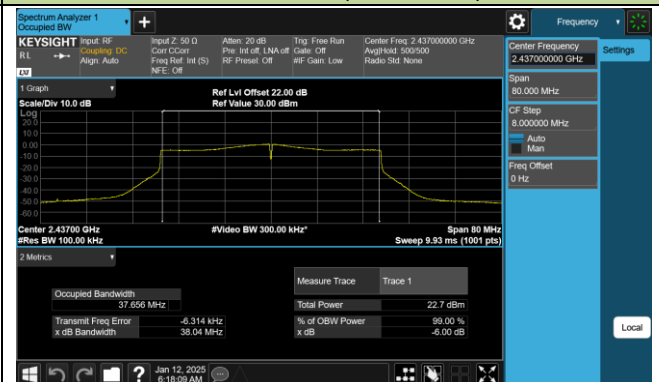 Spectrum Analyzer 1
Occupied BW
+
Frequency
KEYSIGHT Input: RF Input Z: 50 Ω Atten: 20 dB Trig: Free Run Center Freq: 2.437000000 GHz
RL Coupling: DC Corr CCorr Pre: Int off, LNA off Gate: Off Avg|Hold: 500/500
Align: Auto Freq Ref: Int (S) RF Preset: Off #IF Gain: Low Radio Std: None
NFE: Off
LXI
Center Frequency
2.437000000 GHz
Settings
Span
80.000 MHz
CF Step
8.000000 MHz
Auto
Man
Freq Offset
0 Hz
Local
1 Graph
Ref Lvl Offset 22.00 dB
Scale/Div 10.0 dB Ref Value 30.00 dBm
Log
20.0
10.0
0.00
-10.0
-20.0
-30.0
-40.0
-50.0
-60.0
Center 2.43700 GHz #Video BW 300.00 kHz* Span 80 MHz
#Res BW 100.00 kHz Sweep 9.93 ms (1001 pts)
2 Metrics
Measure Trace Trace 1
Occupied Bandwidth
37.656 MHz Total Power 22.7 dBm
Transmit Freq Error -6.314 kHz % of OBW Power 99.00 %
x dB Bandwidth 38.04 MHz x dB -6.00 dB
? Jan 12, 2025
6:18:09 AM